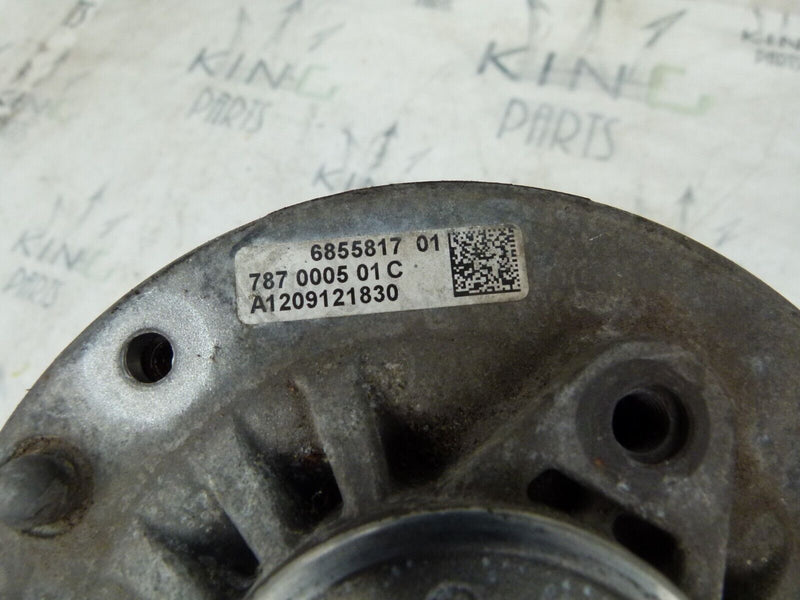 KING
PARTS
KING
PARTS
KING
PARTS
6855817 01
787 0005 01 C
A1209121830